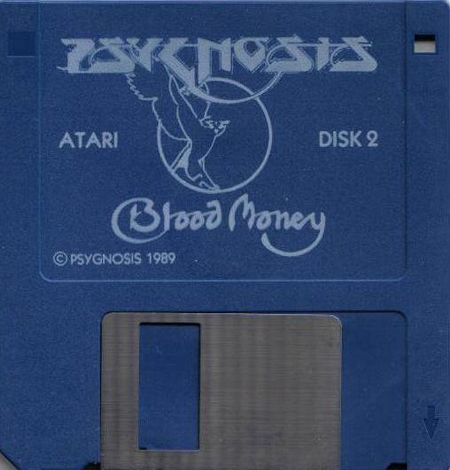 PSYGNOSIS
ATARI DISK 2
Blood Money
© PSYGNOSIS 1989